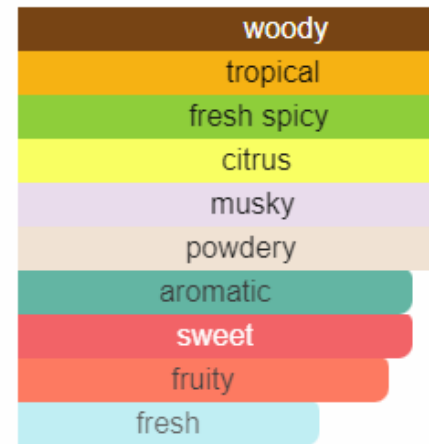 woody
tropical
fresh spicy
citrus
musky
powdery
aromatic
sweet
fruity
fresh